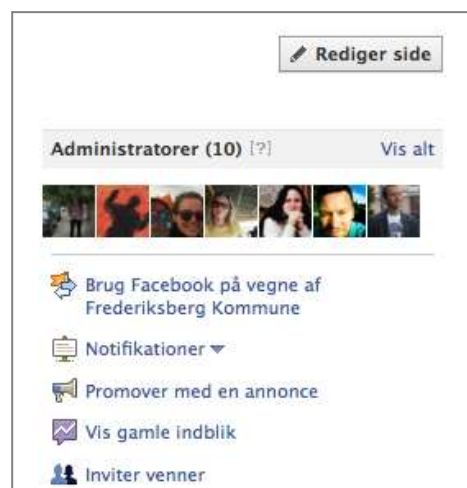 Rediger side
Administratorer (10) [?] Vis alt
Brug Facebook på vegne af
Frederiksberg Kommune
Notifikationer
Promover med en annonce
Vis gamle indblik
Inviter venner